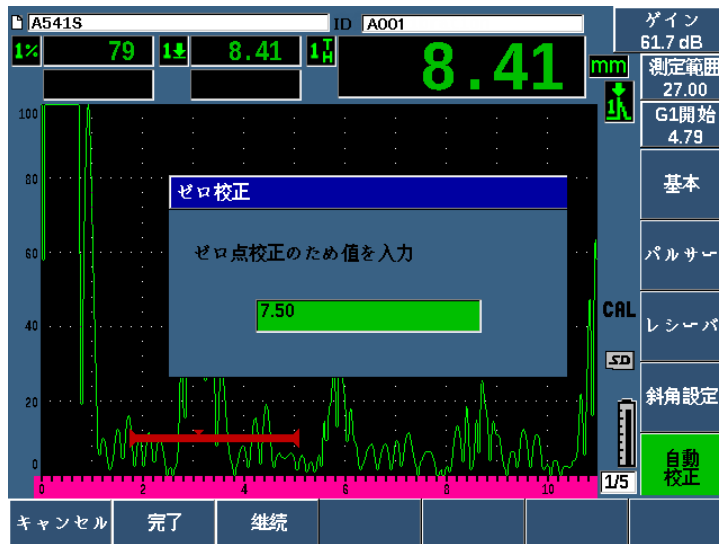 A541S ID A001
1% 79 1 8.41 1TH 8.41 mm
ゲイン
61.7 dB
測定範囲
27.00
G1開始
4.79
基本
パルサー
レシーバ
斜角設定
自動
校正
100
80
60
40
20
0
ゼロ校正
ゼロ点校正のため値を入力
7.50
1
CAL
SD
1/5
0 2 4 6 8 10
キャンセル 完了 継続